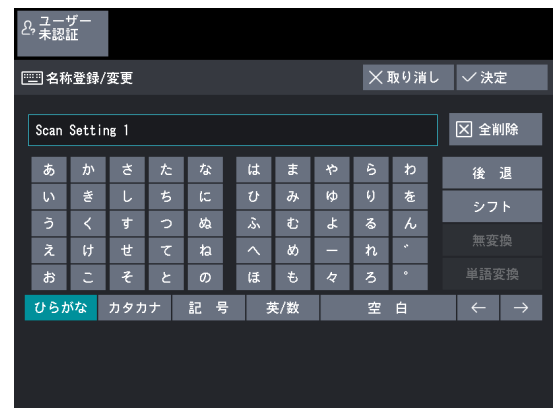 ユーザー
未認証
名称登録/変更 取り消し 決定
Scan Setting 1 全削除
あ か さ た な は ま や ら わ 後 退
い き し ち に ひ み ゆ り を シフト
う く す つ ぬ ふ む よ る ん
え け せ て ね へ め ー れ ゛ 無変換
お こ そ と の ほ も 々 ろ ゜ 単語変換
ひらがな カタカナ 記 号 英/数 空 白 ← →